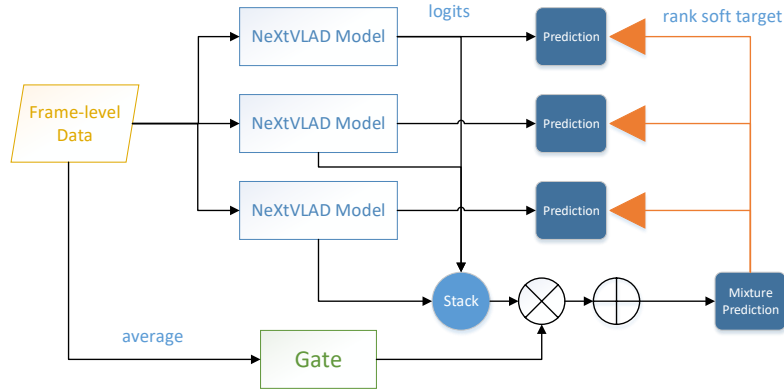 logits
rank soft target
NeXtVLAD Model
Prediction
Frame-level
Data
NeXtVLAD Model
Prediction
NeXtVLAD Model
Prediction
Stack
Mixture
Prediction
average
Gate